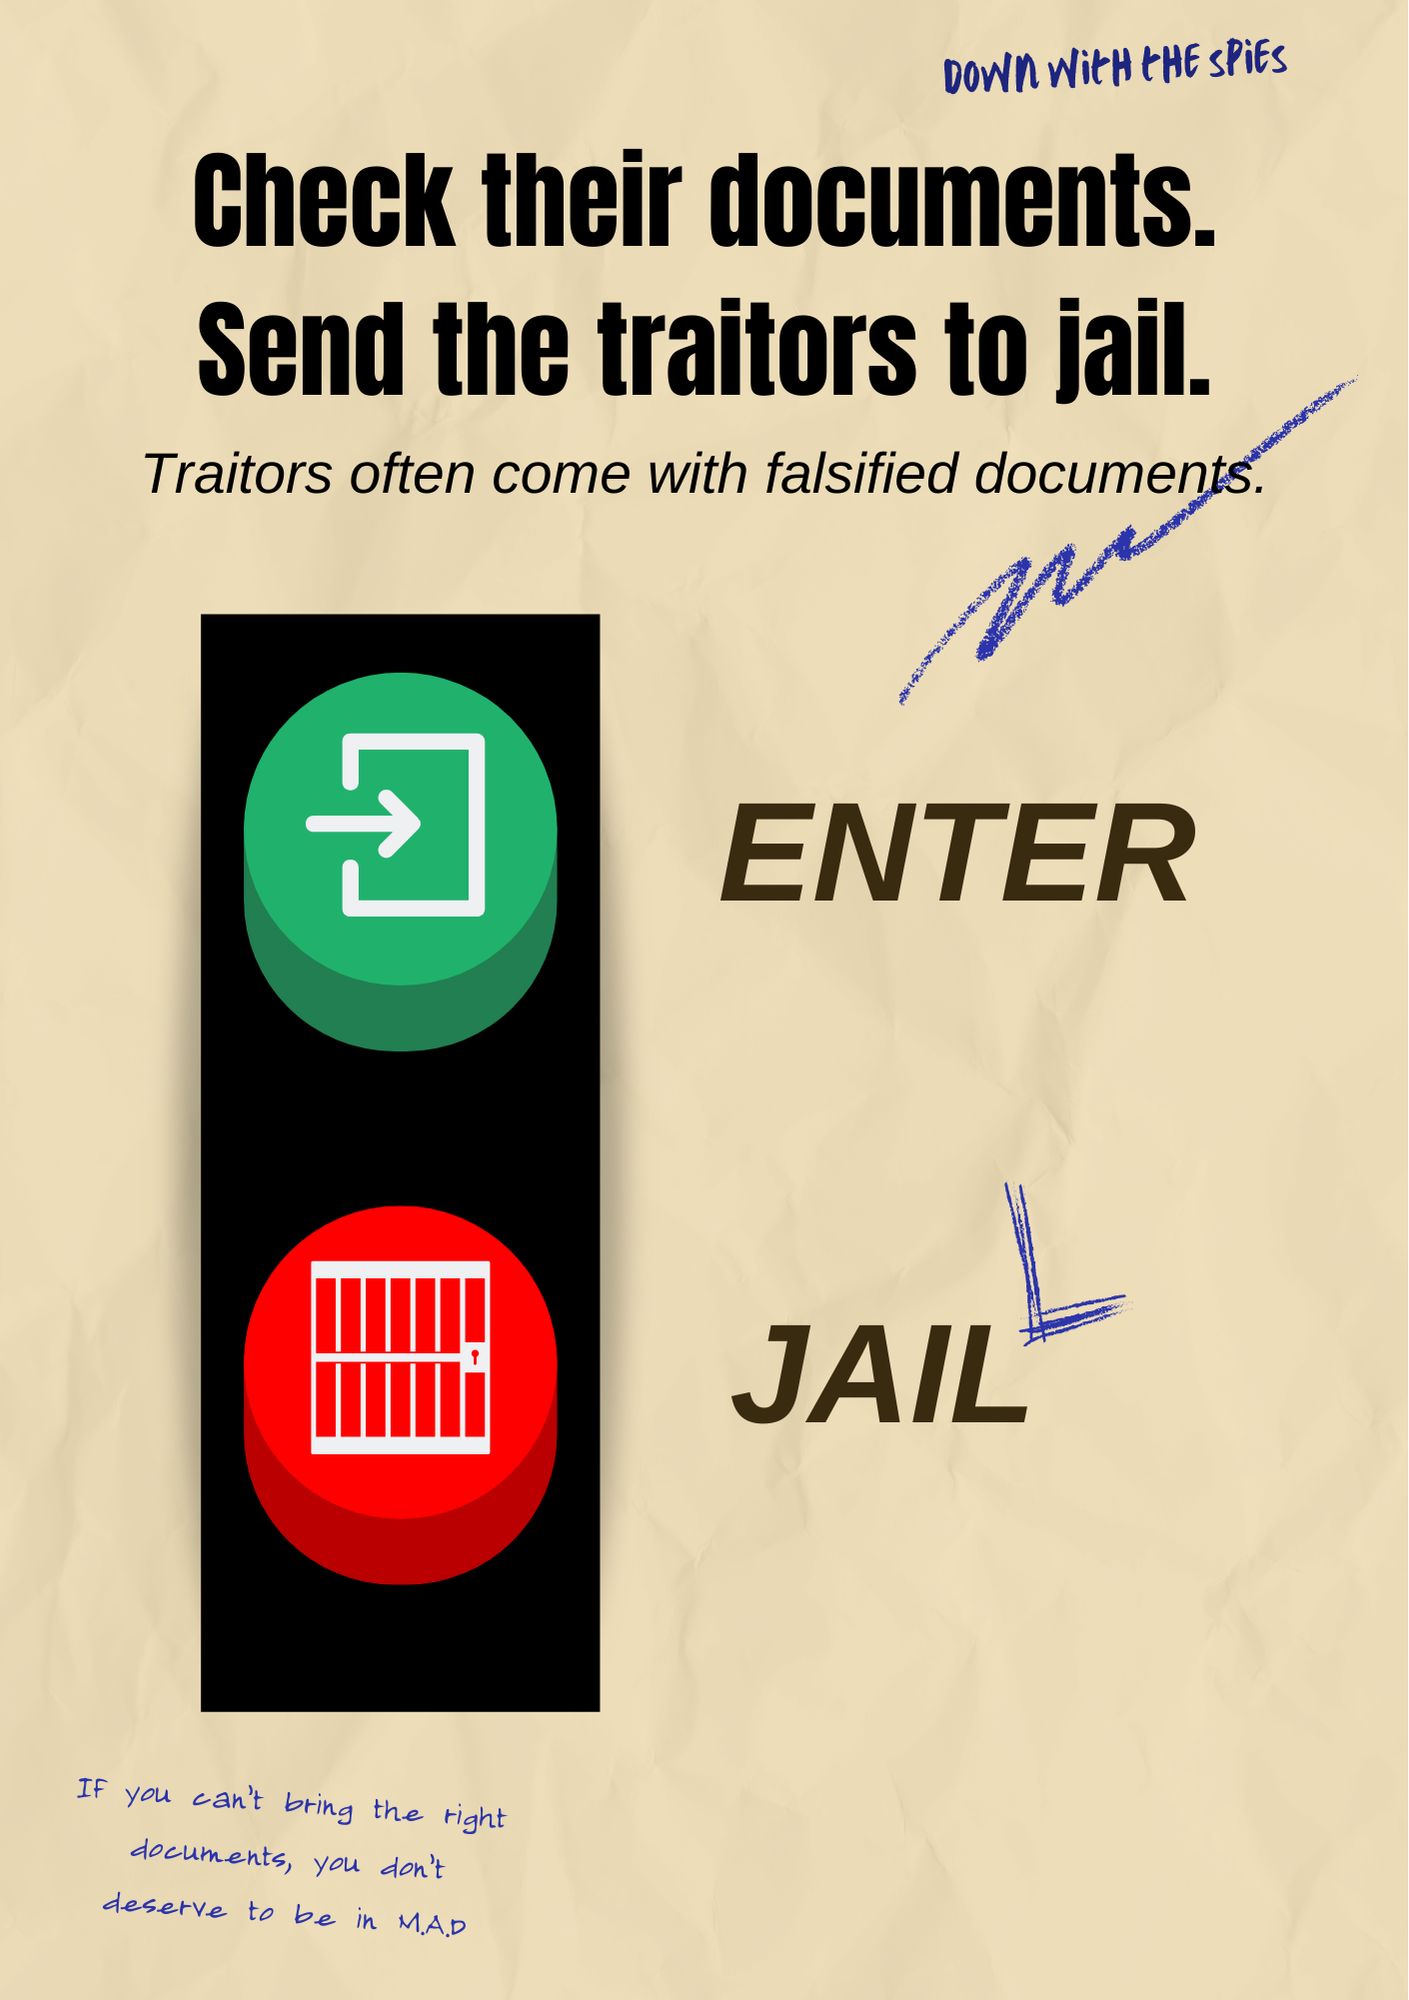 DOWN WitH tHE sPiEs
Check their documents.
Send the traitors to jail.
Traitors often come with falsified documents.
ENTER
JAIL
IF you can't bring the right
documents, you don't
deserve to be in M.A.D